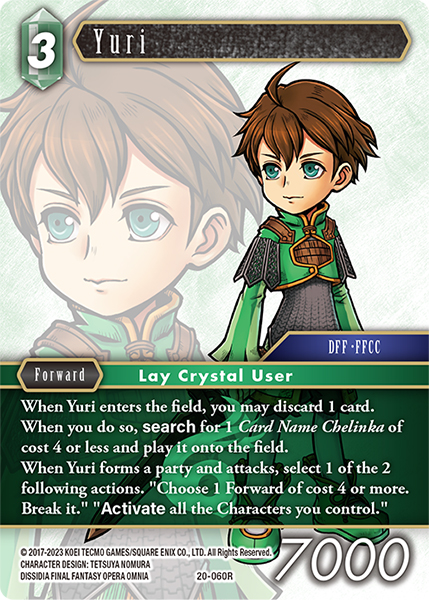 3
Yuri
DFF・FFCC
Forward
Lay Crystal User
When Yuri enters the field, you may discard 1 card.
When you do so, search for 1 Card Name Chelinka of
cost 4 or less and play it onto the field.
When Yuri forms a party and attacks, select 1 of the 2
following actions. "Choose 1 Forward of cost 4 or more.
Break it." "Activate all the Characters you control."
© 2017-2023 KOEI TECMO GAMES/SQUARE ENIX CO., LTD. All Rights Reserved.
CHARACTER DESIGN: TETSUYA NOMURA
DISSIDIA FINAL FANTASY OPERA OMNIA
20-060R
7000